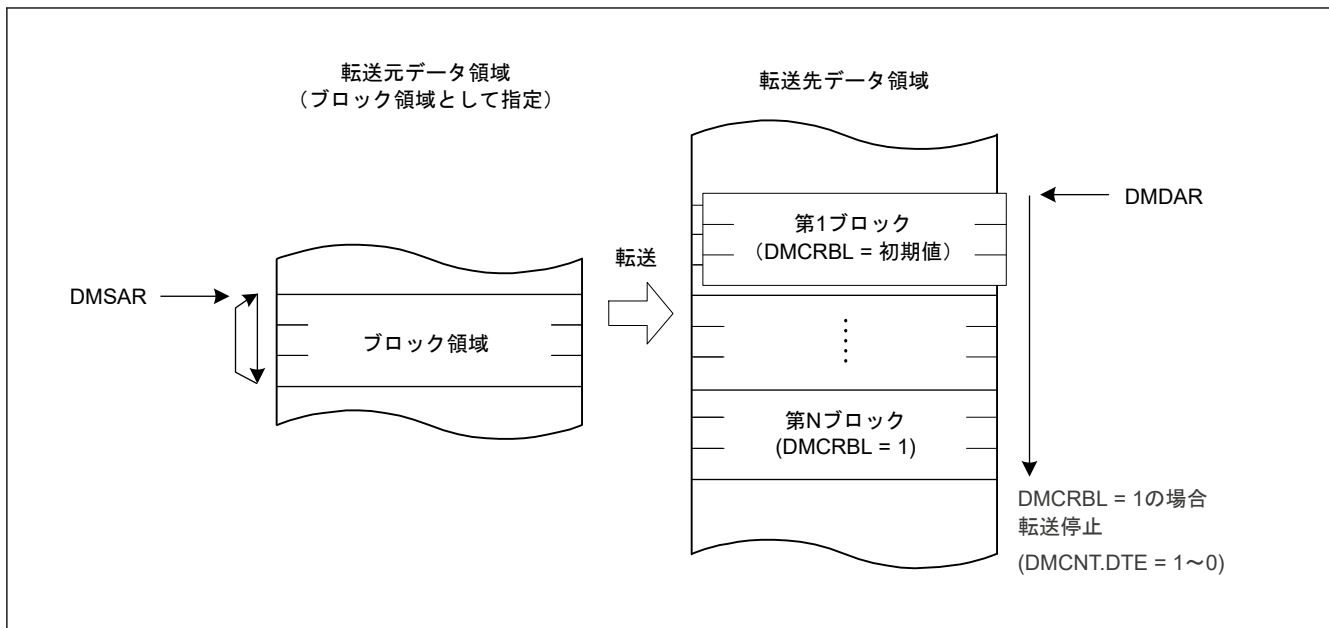 転送元データ領域
（ブロック領域として指定）
転送先データ領域
DMSAR
ブロック領域
転送
第1ブロック
（DMCRBL = 初期値）
DMDAR
第Nブロック
(DMCRBL = 1)
DMCRBL = 1の場合
転送停止
(DMCNT.DTE = 1～0)